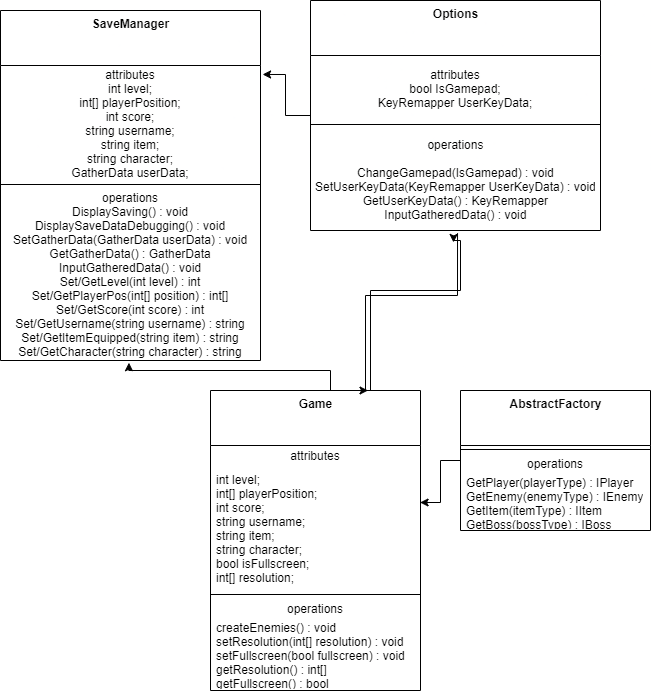 SaveManager
attributes
int level;
int[] playerPosition;
int score;
string username;
string item;
string character;
GatherData userData;
operations
DisplaySaving() : void
DisplaySaveDataDebugging() : void
SetGatherData(GatherData userData) : void
GetGatherData() : GatherData
InputGatheredData() : void
Set/GetLevel(int level) : int
Set/GetPlayerPos(int[] position) : int[]
Set/GetScore(int score) : int
Set/GetUsername(string username) : string
Set/GetItemEquipped(string item) : string
Set/GetCharacter(string character) : string
Options
attributes
bool IsGamepad;
KeyRemapper UserKeyData;
operations
ChangeGamepad(IsGamepad) : void
SetUserKeyData(KeyRemapper UserKeyData) : void
GetUserKeyData() : KeyRemapper
InputGatheredData() : void
Game
attributes
int level;
int[] playerPosition;
int score;
string username;
string item;
string character;
bool isFullscreen;
int[] resolution;
operations
createEnemies() : void
setResolution(int[] resolution) : void
setFullscreen(bool fullscreen) : void
getResolution() : int[]
getFullscreen() : bool
AbstractFactory
operations
GetPlayer(playerType) : IPlayer
GetEnemy(enemyType) : IEnemy
GetItem(itemType) : IItem
GetBoss(bossType) : IBoss